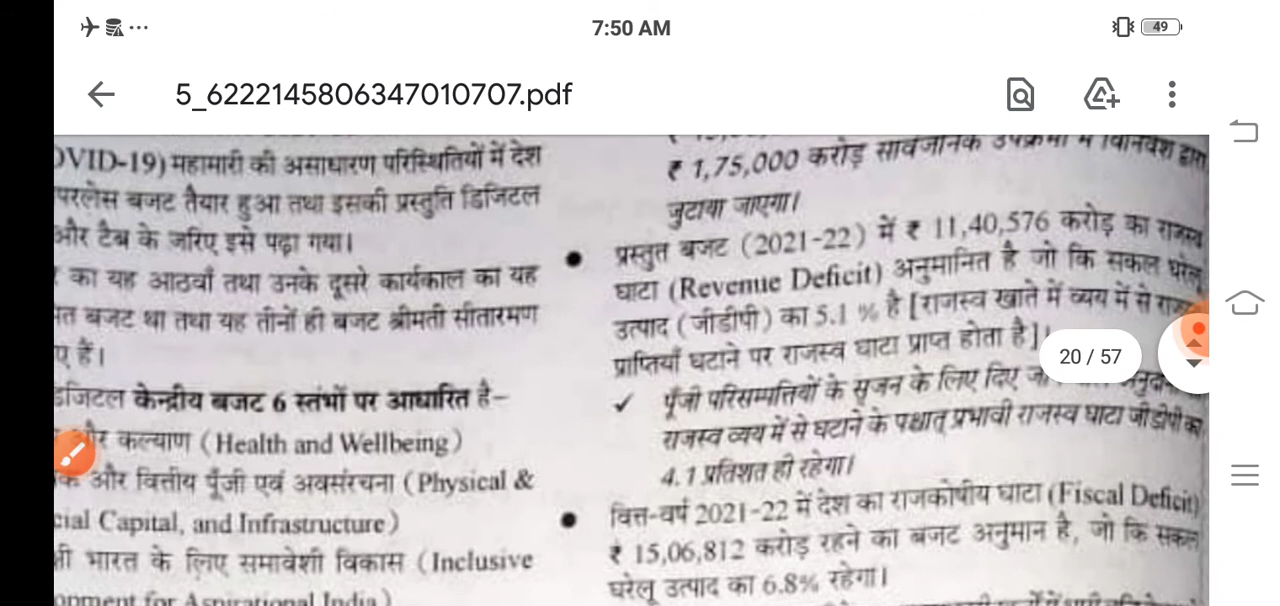 7:50 AM
49
5_6222145806347010707.pdf
OVID-19) महामारी की असाधारण परिस्थितियों में देश
परलेस बजट तैयार हुआ तथा इसकी प्रस्तुति डिजिटल
और टैब के जरिए इसे पढ़ा गया।
का यह आठवाँ तथा उनके दूसरे कार्यकाल का यह
बजट था तथा यह तीनों ही बजट श्रीमती सीतारमण
हैं।
डिजिटल केन्द्रीय बजट 6 स्तंभों पर आधारित है–
और कल्याण (Health and Wellbeing)
और वित्तीय पूँजी एवं अवसंरचना (Physical &
cial Capital, and Infrastructure)
भारत के लिए समावेशी विकास (Inclusive
opment for Aspirational India)
₹ 1,75,000 करोड़ सार्वजनिक उपक्रमों में विनिवेश द्वारा
जुटाया जाएगा।
• प्रस्तुत बजट (2021-22) में ₹ 11,40,576 करोड़ का राजस्व
घाटा (Revenue Deficit) अनुमानित है जो कि सकल घरेलू
उत्पाद (जीडीपी) का 5.1 % है [राजस्व खाते में व्यय में से
प्राप्तियाँ घटाने पर राजस्व घाटा प्राप्त होता है]।
✓ पूँजी परिसम्पत्तियों के सृजन के लिए दिए
राजस्व व्यय में से घटाने के पश्चात् प्रभावी राजस्व घाटा जीडीपी का
4.1 प्रतिशत ही रहेगा।
• वित्त-वर्ष 2021-22 में देश का राजकोषीय घाटा (Fiscal Deficit)
₹ 15,06,812 करोड़ रहने का बजट अनुमान है, जो कि सकल
घरेलू उत्पाद का 6.8% रहेगा।
20 / 57